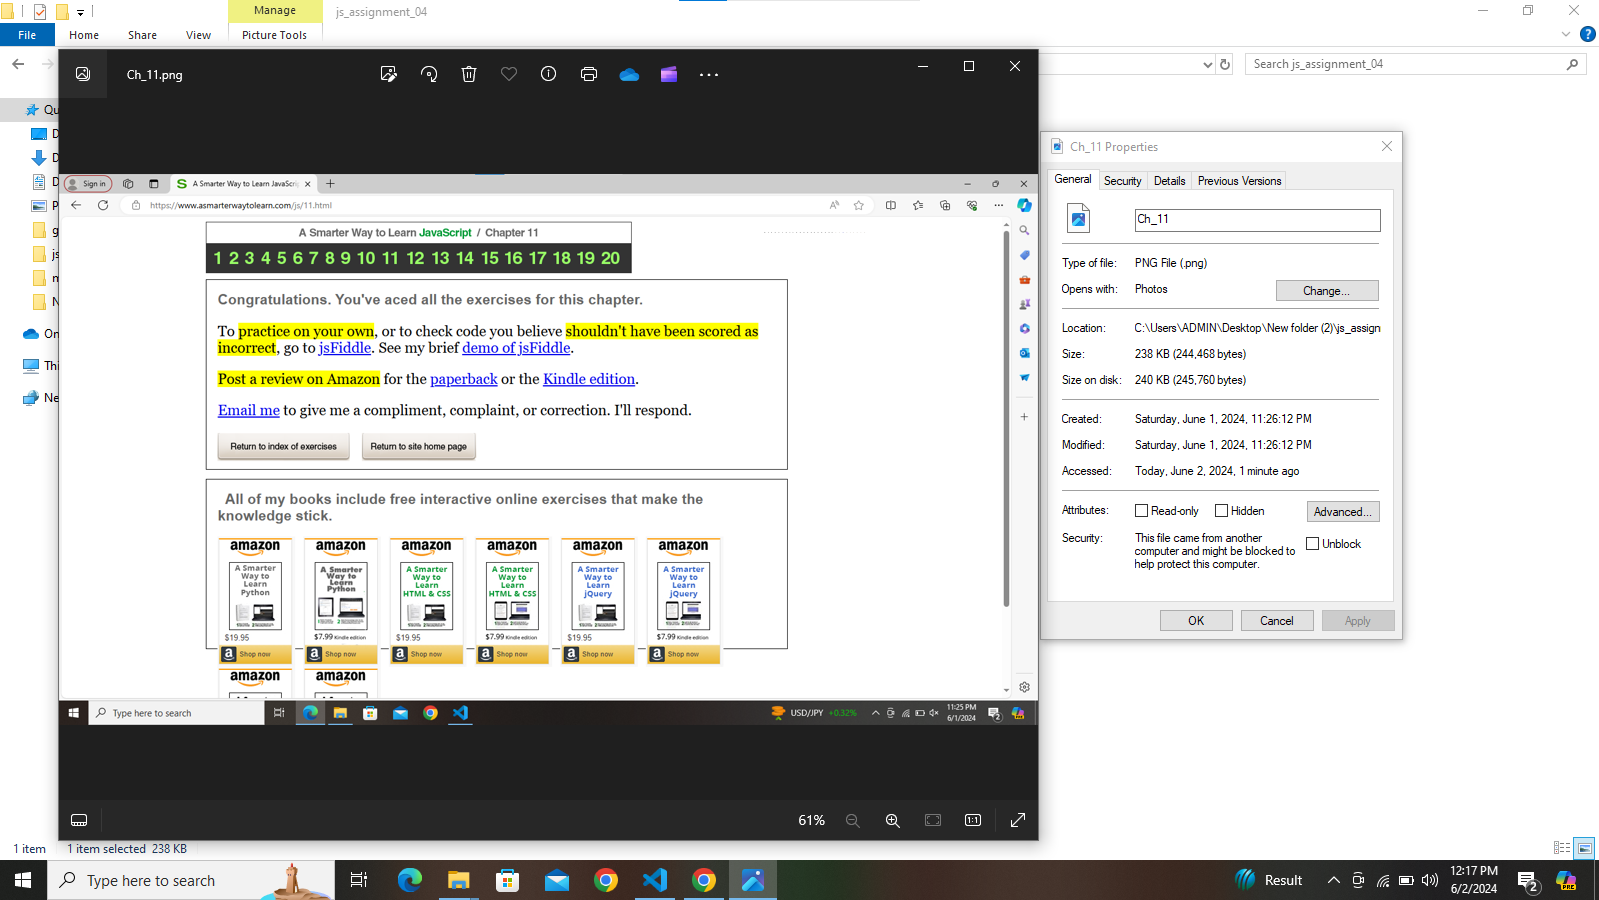 Manage
js_assignment_04
File
Home
Share
View
Picture Tools
Search js_assignment_04
Ch_11.png
Sign in
A Smarter Way to Learn JavaScri
https://www.asmarterwaytolearn.com/js/11.html
A Smarter Way to Learn JavaScript / Chapter 11
1 2 3 4 5 6 7 8 9 10 11 12 13 14 15 16 17 18 19 20
Congratulations. You've aced all the exercises for this chapter.
To practice on your own, or to check code you believe shouldn't have been scored as
incorrect, go to jsFiddle. See my brief demo of jsFiddle.
Post a review on Amazon for the paperback or the Kindle edition.
Email me to give me a compliment, complaint, or correction. I'll respond.
Return to index of exercises
Return to site home page
All of my books include free interactive online exercises that make the
knowledge stick.
amazon amazon amazon amazon amazon amazon
A Smarter
Way to
Learn
Python
A Smarter
Way to
Learn
Python
A Smarter
Way to
Learn
HTML & CSS
A Smarter
Way to
Learn
HTML & CSS
A Smarter
Way to
Learn
jQuery
A Smarter
Way to
Learn
jQuery
$19.95 $7.99 Kindle edition $19.95 $7.99 Kindle edition $19.95 $7.99 Kindle edition
Shop now Shop now Shop now Shop now Shop now Shop now
amazon amazon
Type here to search
USD/JPY +0.32%
11:25 PM
6/1/2024
2
61%
1:1
Qu
D
D
D
P
g
js
m
N
On
Thi
Ne
Ch_11 Properties
General
Security
Details
Previous Versions
Ch_11
Type of file: PNG File (.png)
Opens with: Photos
Change...
Location: C:\Users\ADMIN\Desktop\New folder (2)\js_assign
Size: 238 KB (244,468 bytes)
Size on disk: 240 KB (245,760 bytes)
Created: Saturday, June 1, 2024, 11:26:12 PM
Modified: Saturday, June 1, 2024, 11:26:12 PM
Accessed: Today, June 2, 2024, 1 minute ago
Attributes: Read-only Hidden
Advanced...
Security: This file came from another
computer and might be blocked to
help protect this computer.
Unblock
OK
Cancel
Apply
1 item
1 item selected 238 KB
Type here to search
Result
12:17 PM
6/2/2024
2
PRE